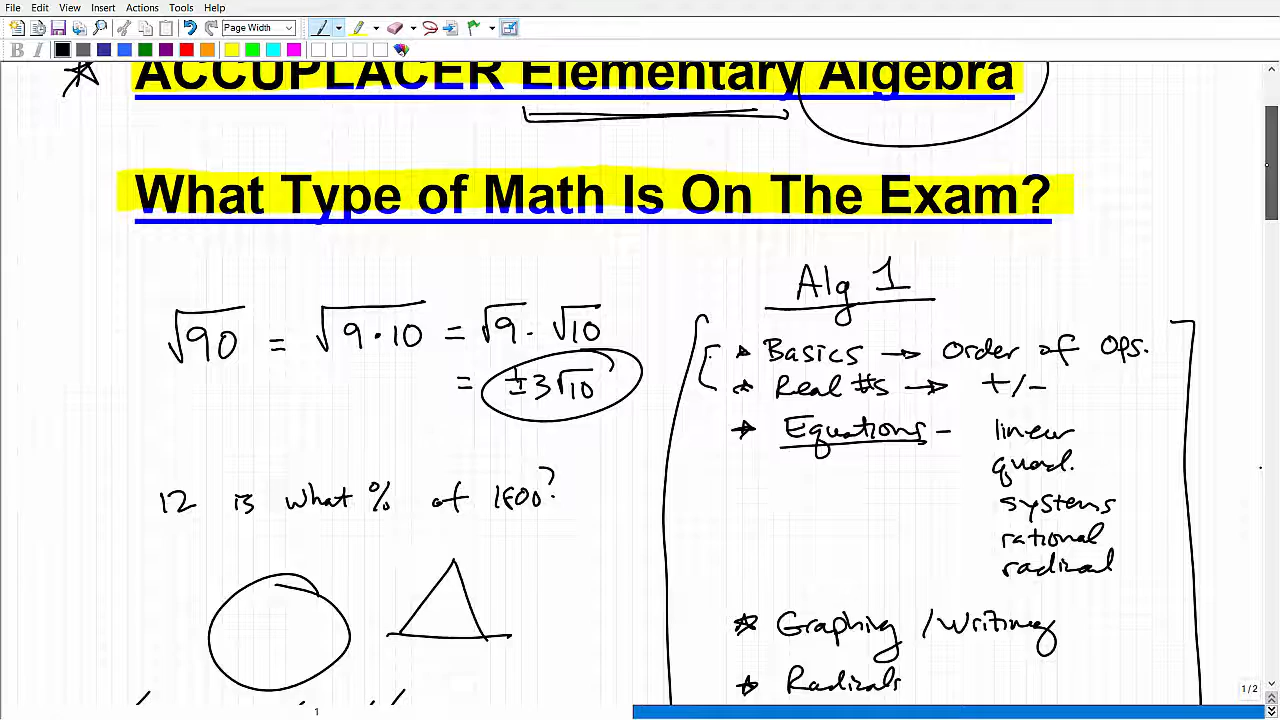 File Edit View Insert Actions Tools Help
Page Width
B I
ACCUPLACER Elementary Algebra
What Type of Math Is On The Exam?
√90 = √9·10 = √9 · √10
= ±3√10
12 is what % of 1800?
Alg 1
Basics → Order of Ops.
Real #s → +/-
Equations - linear
quad.
systems
rational
radical
Graphing / Writing
Radicals
1
1/2